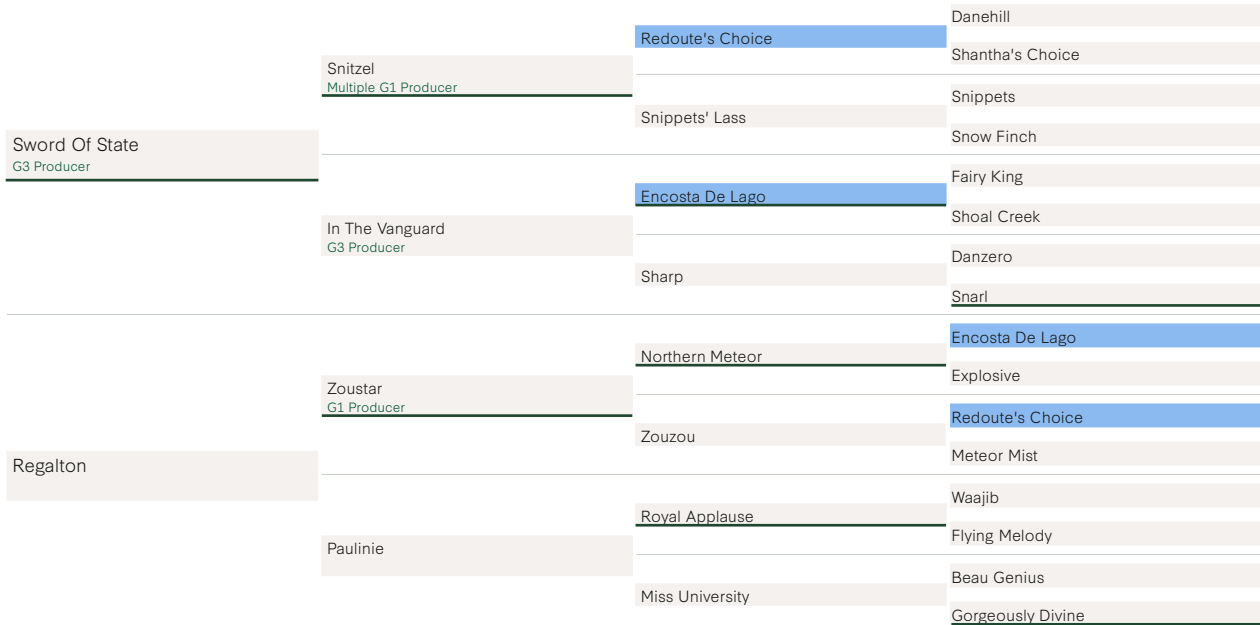 Sword Of State
G3 Producer
Regalton
Snitzel
Multiple G1 Producer
In The Vanguard
G3 Producer
Zoustar
G1 Producer
Paulinie
Redoute's Choice
Snippets' Lass
Encosta De Lago
Sharp
Northern Meteor
Zouzou
Royal Applause
Miss University
Danehill
Shantha's Choice
Snippets
Snow Finch
Fairy King
Shoal Creek
Danzero
Snarl
Encosta De Lago
Explosive
Redoute's Choice
Meteor Mist
Waajib
Flying Melody
Beau Genius
Gorgeously Divine